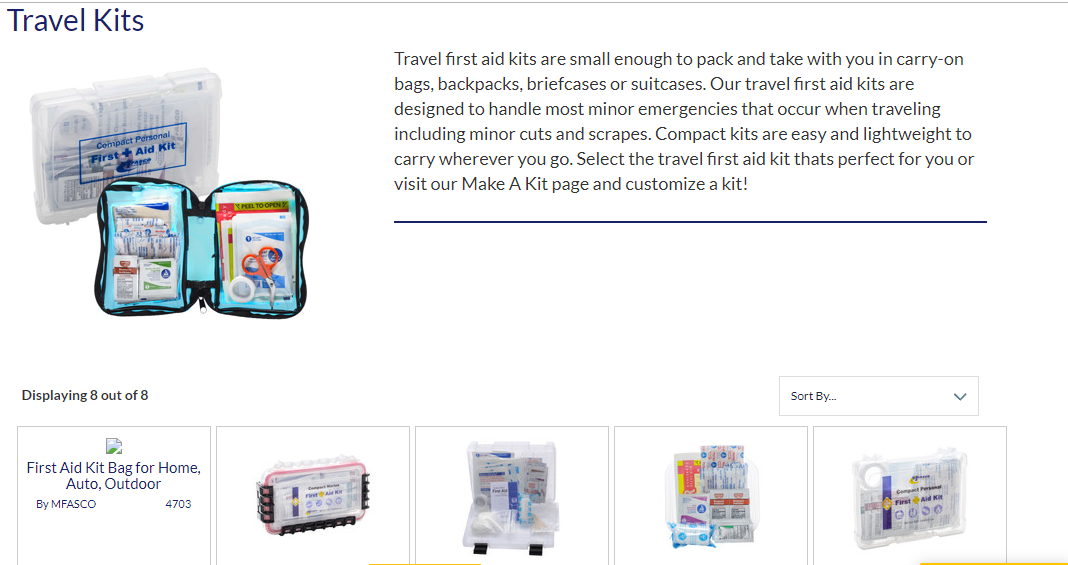 Travel Kits
Travel first aid kits are small enough to pack and take with you in carry-on
bags, backpacks, briefcases or suitcases. Our travel first aid kits are
designed to handle most minor emergencies that occur when traveling
including minor cuts and scrapes. Compact kits are easy and lightweight to
carry wherever you go. Select the travel first aid kit thats perfect for you or
visit our Make A Kit page and customize a kit!
Compact Personal
First Aid Kit
PEEL TO OPEN
Displaying 8 out of 8
Sort By...
First Aid Kit Bag for Home,
Auto, Outdoor
By MFASCO 4703
First Aid Kit
First Aid
Compact Personal
First Aid Kit